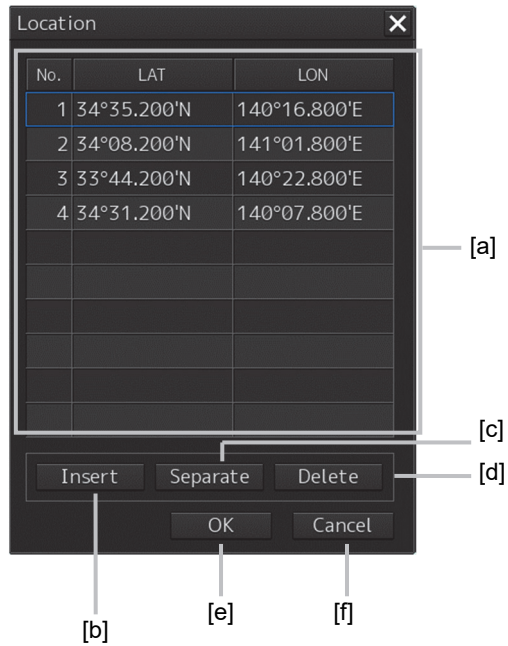 Location
No. LAT LON
1 34°35.200'N 140°16.800'E
2 34°08.200'N 141°01.800'E
3 33°44.200'N 140°22.800'E
4 34°31.200'N 140°07.800'E
[a]
[c]
Insert Separate Delete [d]
OK Cancel
[b] [e] [f]